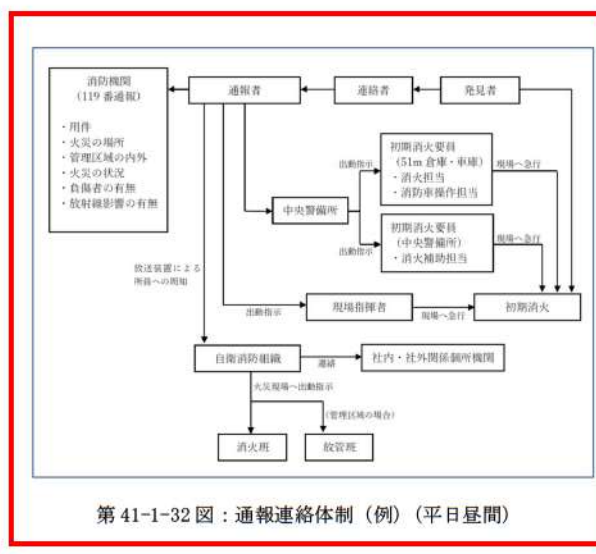 消防機関
(119番通報)
・用件
・火災の場所
・管理区域の内外
・火災の状況
・負傷者の有無
・放射線影響の有無
通報者
連絡者
発見者
初期消火要員
(51m 倉庫・車庫)
・消火担当
・消防車操作担当
出動指示
現場へ急行
中央警備所
初期消火要員
(中央警備所)
・消火補助担当
出動指示
現場へ急行
放送装置による
所員への周知
出動指示
現場指揮者
現場へ急行
初期消火
自衛消防組織
連絡
社内・社外関係個所機関
火災現場へ出動指示
(管理区域の場合)
消火班
放管班
第 41-1-32 図：通報連絡体制（例）（平日昼間）